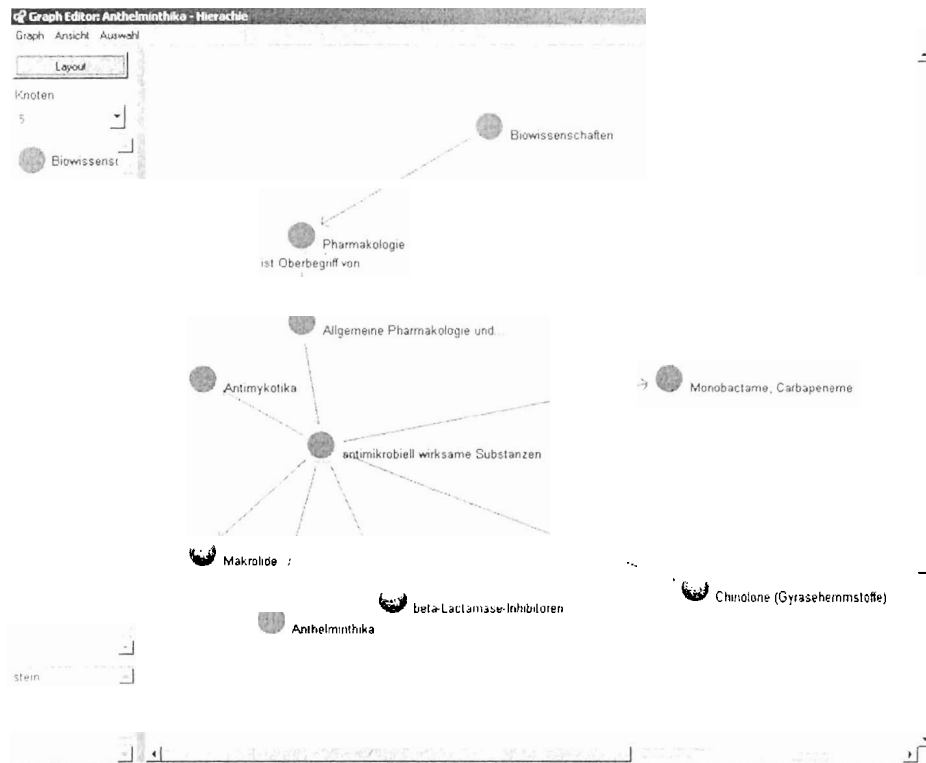 Graph Editor: Anthelminthika - Hierachie
Graph Ansicht Auswahl
Layout
Knoten
5
Biowissenst
Biowissenschaften
Pharmakologie
ist Oberbegriff von
Allgemeine Pharmakologie und...
Antimykotika
Monobactame, Carbapeneme
antimikrobiell wirksame Substanzen
Makrolide
Chinolone (Gyrasehemmstoffe)
beta-Lactamase-Inhibitoren
Anthelminthika
stein